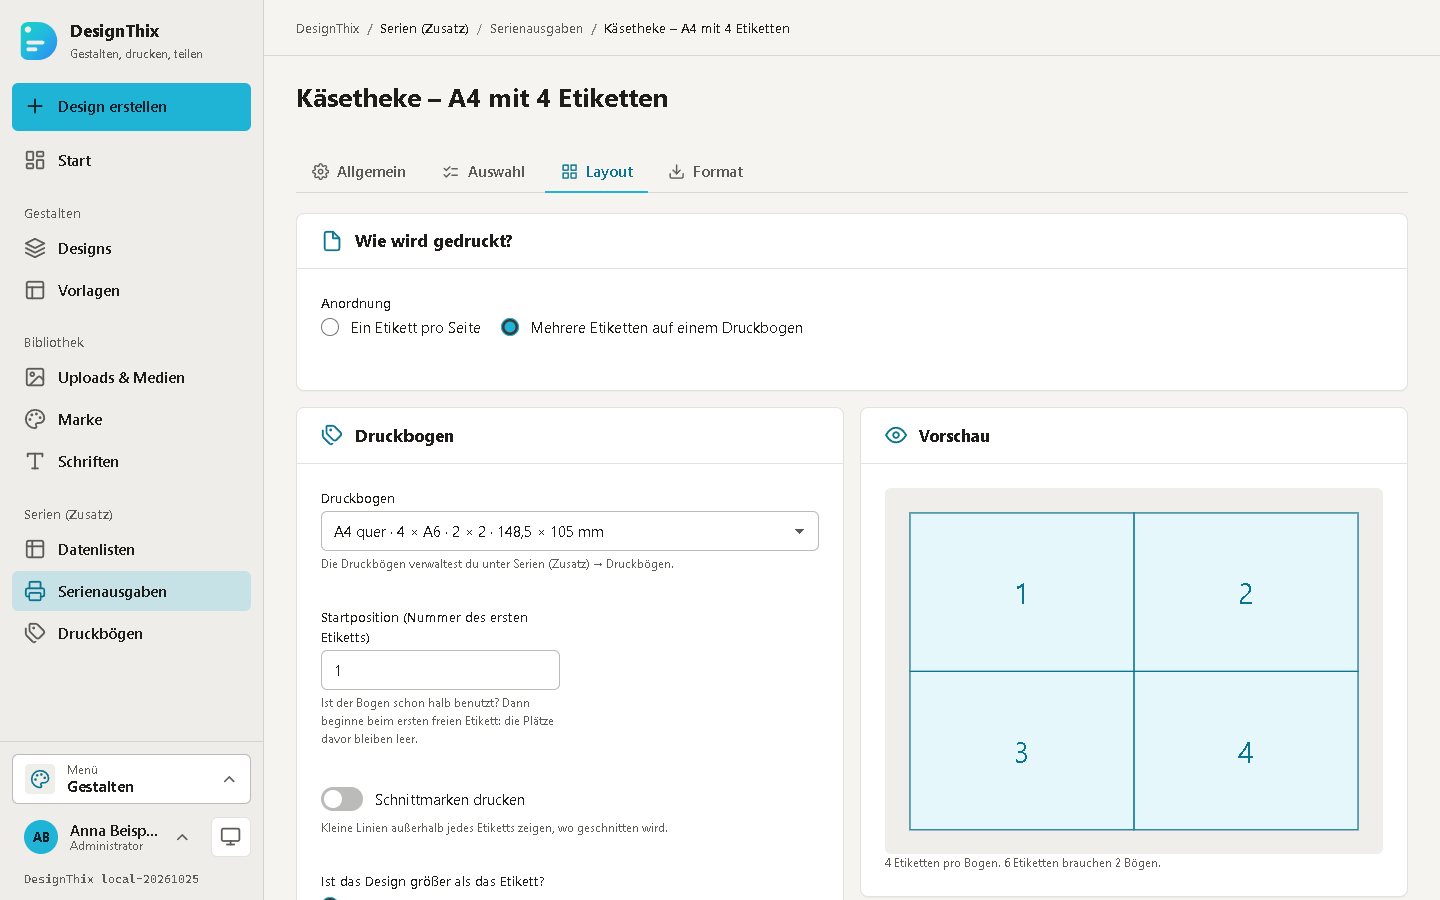 DesignThix
Gestalten, drucken, teilen
Design erstellen
Start
Gestalten
Designs
Vorlagen
Bibliothek
Uploads & Medien
Marke
Schriften
Serien (Zusatz)
Datenlisten
Serienausgaben
Druckbögen
Menü
Gestalten
AB
Anna Beisp...
Administrator
DesignThix local-20261025
DesignThix / Serien (Zusatz) / Serienausgaben / Käsetheke – A4 mit 4 Etiketten
Käsetheke – A4 mit 4 Etiketten
Allgemein
Auswahl
Layout
Format
Wie wird gedruckt?
Anordnung
Ein Etikett pro Seite
Mehrere Etiketten auf einem Druckbogen
Druckbogen
Druckbogen
A4 quer · 4 × A6 · 2 × 2 · 148,5 × 105 mm
Die Druckbögen verwaltest du unter Serien (Zusatz) → Druckbögen.
Startposition (Nummer des ersten
Etiketts)
1
Ist der Bogen schon halb benutzt? Dann
beginne beim ersten freien Etikett: die Plätze
davor bleiben leer.
Schnittmarken drucken
Kleine Linien außerhalb jedes Etiketts zeigen, wo geschnitten wird.
Ist das Design größer als das Etikett?
Vorschau
1
2
3
4
4 Etiketten pro Bogen. 6 Etiketten brauchen 2 Bögen.